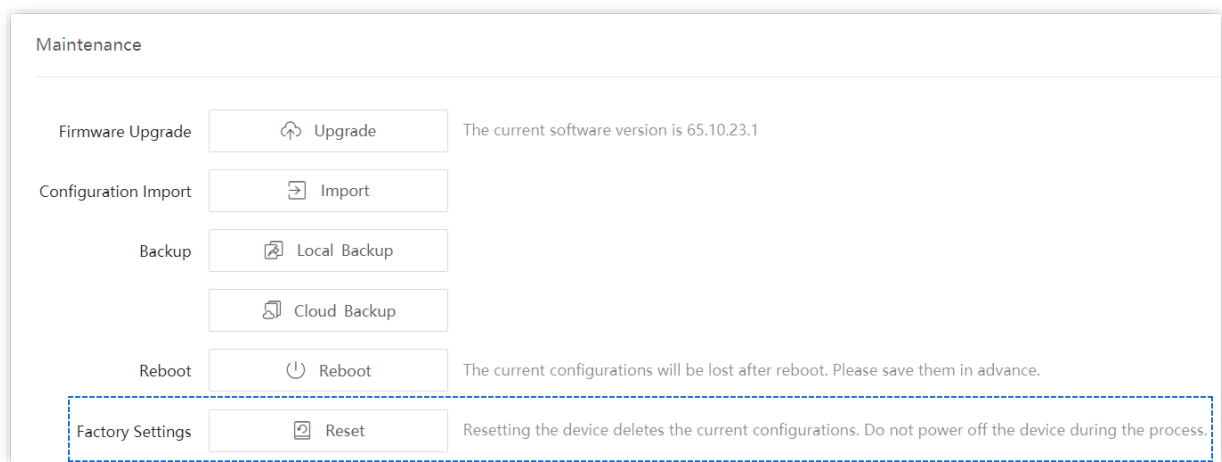 Maintenance
Firmware Upgrade Upgrade The current software version is 65.10.23.1
Configuration Import Import
Backup Local Backup
Cloud Backup
Reboot Reboot The current configurations will be lost after reboot. Please save them in advance.
Factory Settings Reset Resetting the device deletes the current configurations. Do not power off the device during the process.